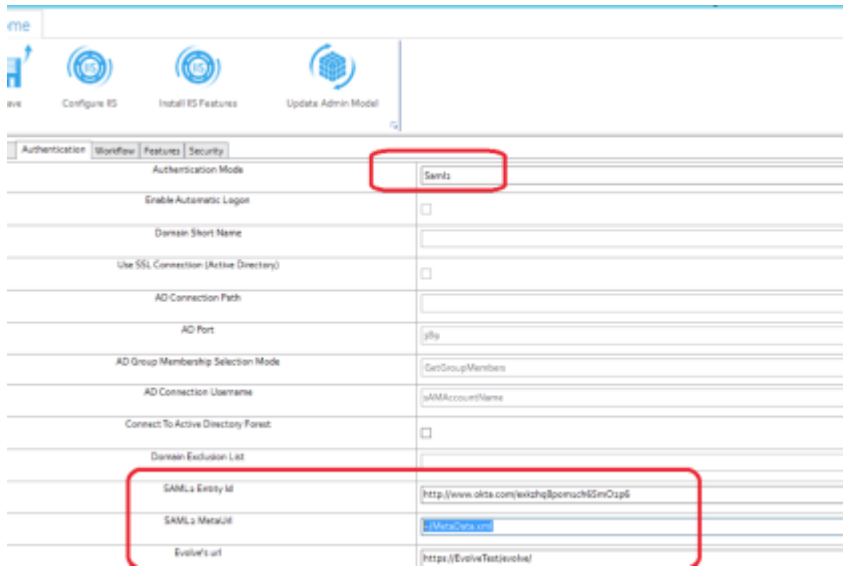 ome
ave
Configure IIS
Install IIS Features
Update Admin Model
Authentication Workflow Features Security
Authentication Mode Saml2
Enable Automatic Logon
Domain Short Name
Use SSL Connection (Active Directory)
AD Connection Path
AD Port 389
AD Group Membership Selection Mode GetGroupMembers
AD Connection Username sAMAccountName
Connect To Active Directory Forest
Domain Exclusion List
SAML2 Entity Id
SAML2 MetaUrl ~/MetaData.xml
Evolve's url https://EvolveTest/evolve/